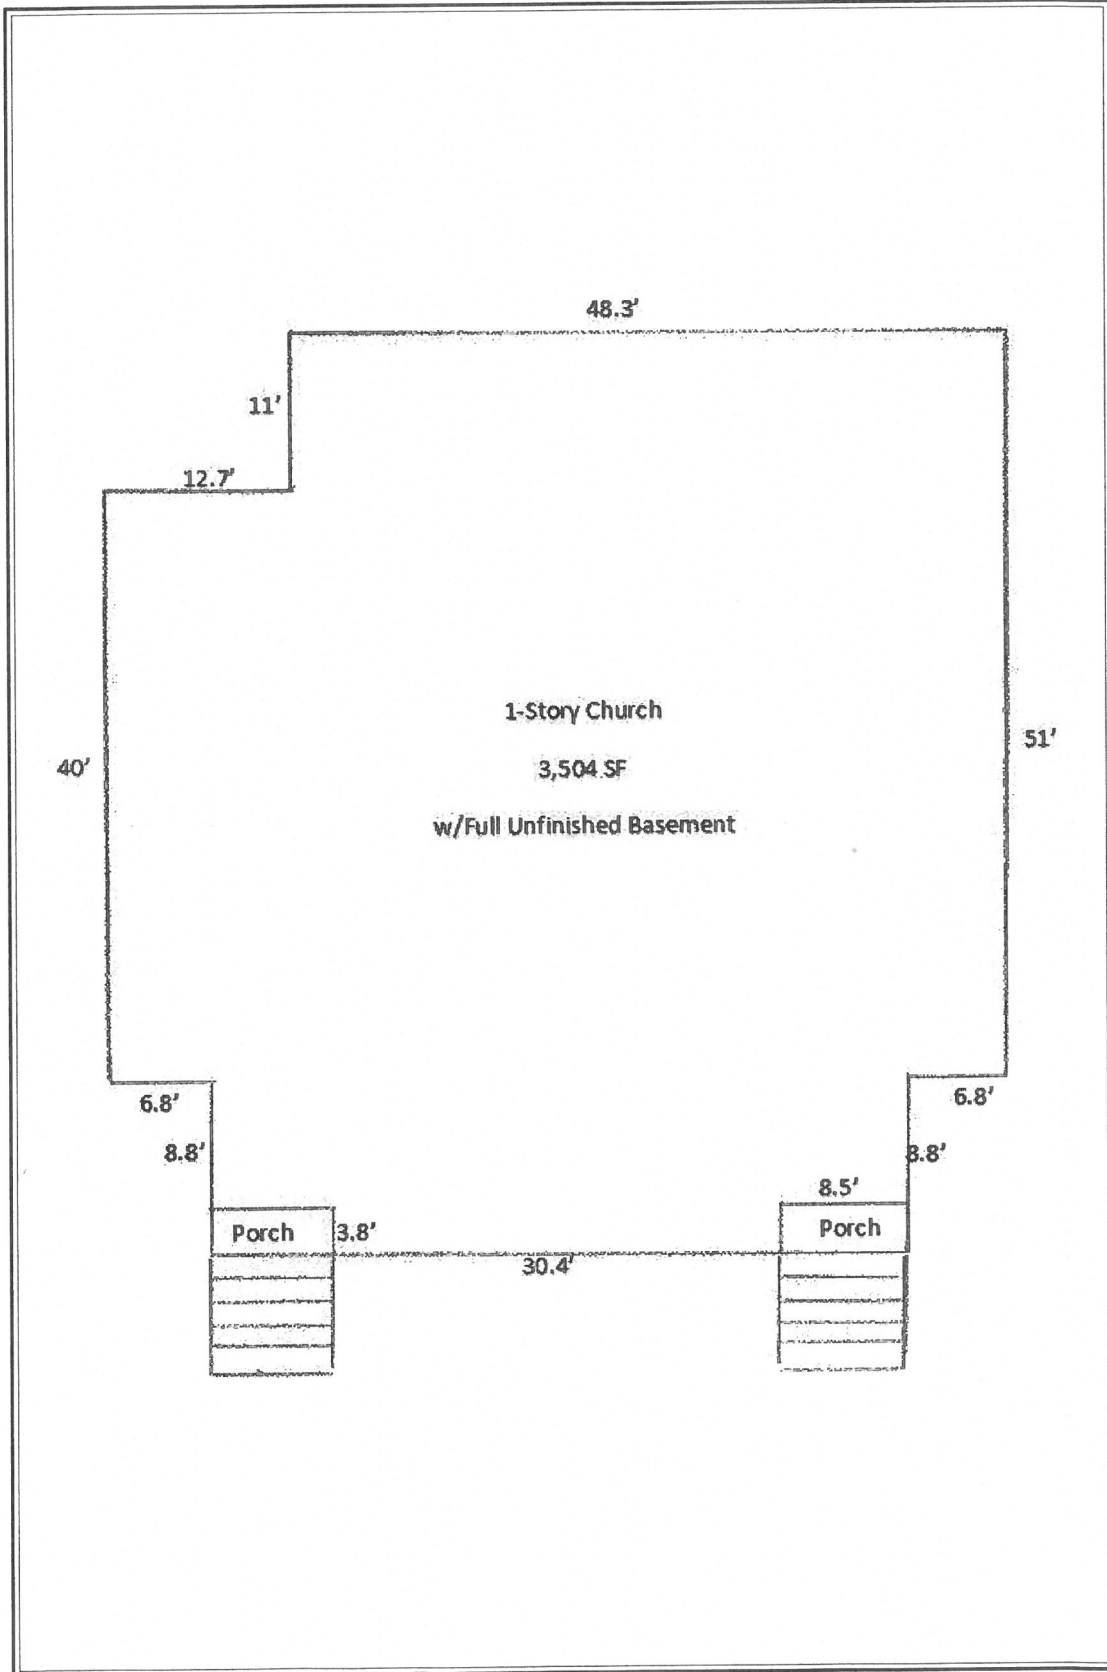 48.3'
11'
12.7'
1-Story Church
51'
40'
3,504 SF
w/Full Unfinished Basement
6.8'
6.8'
8.8'
8.8'
8.5'
Porch
3.8'
Porch
30.4'